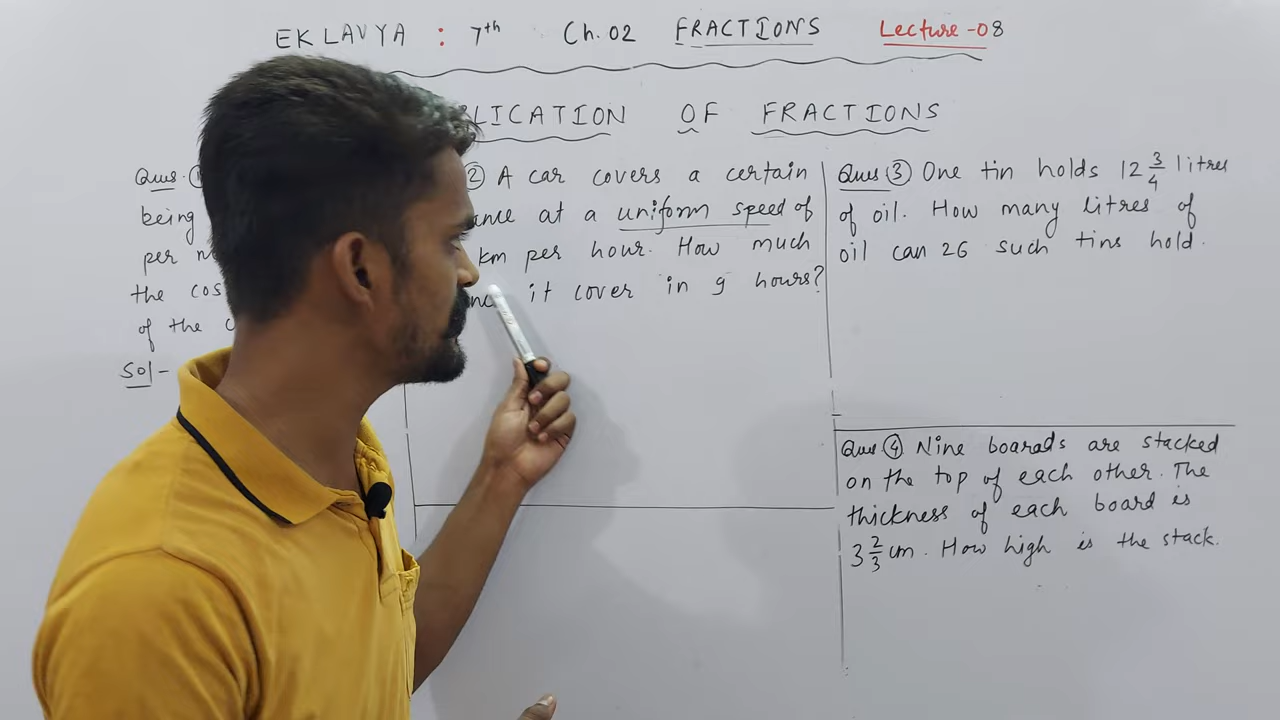 EKLAVYA : 7th Ch. 02 FRACTIONS Lecture -08
OF FRACTIONS
Ques. ①
being
per
the
of the
Sol -
② A car covers a certain
at a uniform speed of
km per hour. How much
it cover in 9 hours?
Ques ③ One tin holds 12 3/4 litres
of oil. How many litres of
oil can 26 such tins hold.
Ques ④ Nine boarads are stacked
on the top of each other. The
thickness of each board is
3 2/3 cm. How high is the stack.